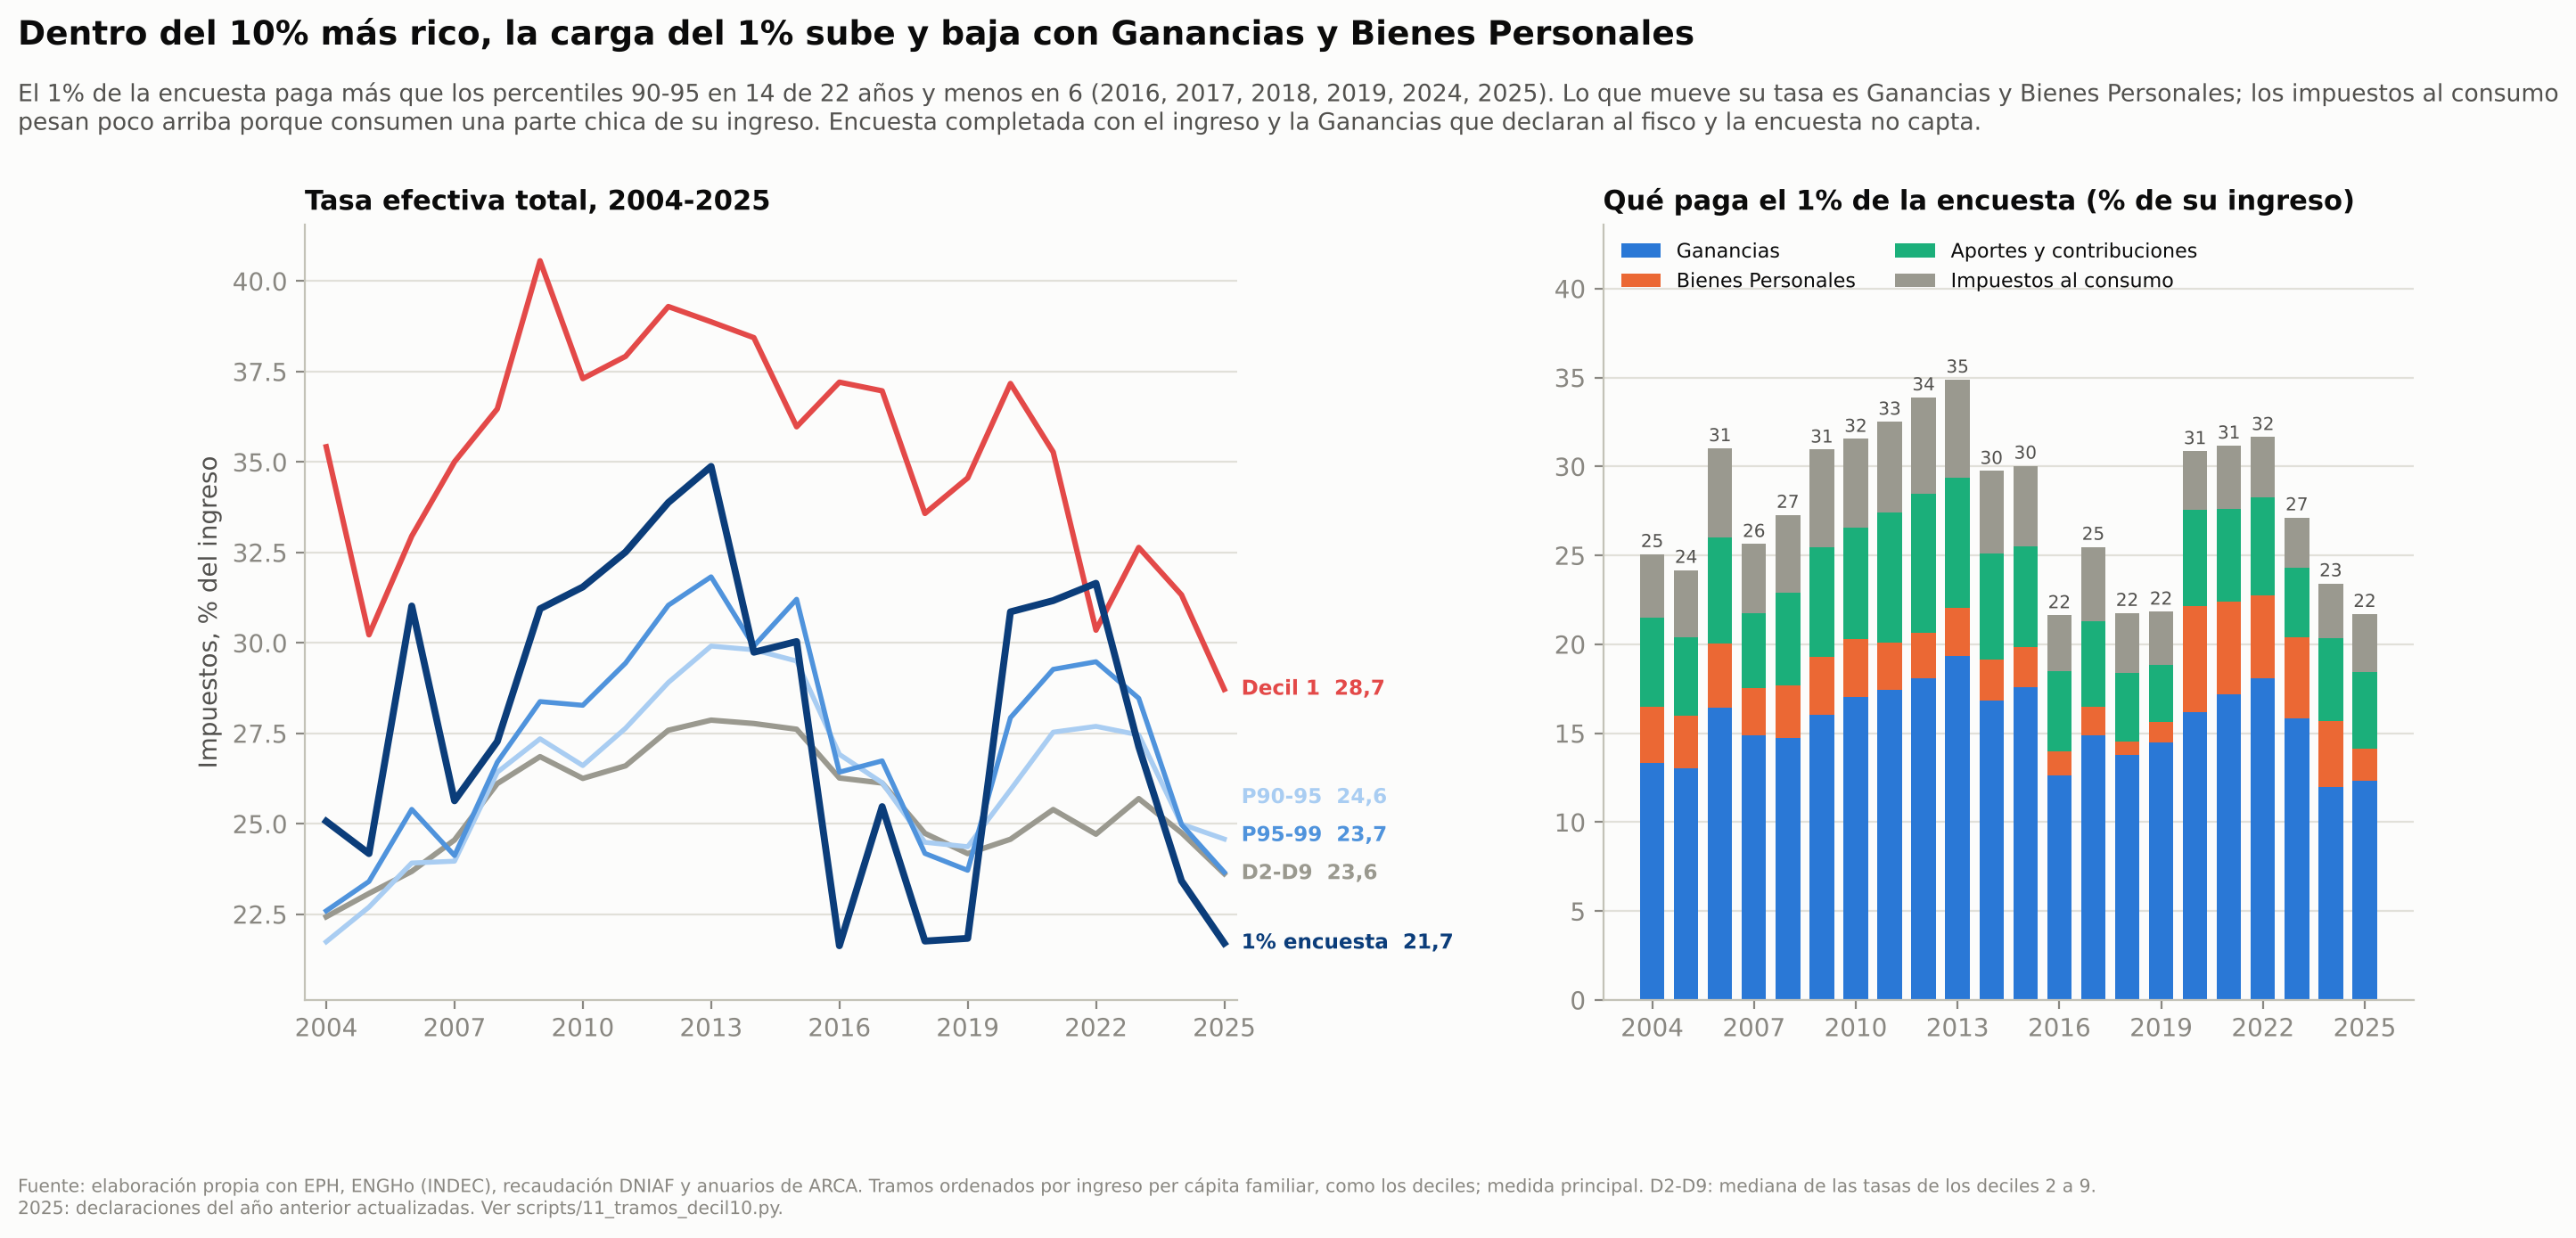 Dentro del 10% más rico, la carga del 1% sube y baja con Ganancias y Bienes Personales
El 1% de la encuesta paga más que los percentiles 90-95 en 14 de 22 años y menos en 6 (2016, 2017, 2018, 2019, 2024, 2025). Lo que mueve su tasa es Ganancias y Bienes Personales; los impuestos al consumo
pesan poco arriba porque consumen una parte chica de su ingreso. Encuesta completada con el ingreso y la Ganancias que declaran al fisco y la encuesta no capta.
Tasa efectiva total, 2004-2025
Impuestos, % del ingreso
40.0
37.5
35.0
32.5
30.0
27.5
25.0
22.5
2004 2007 2010 2013 2016 2019 2022 2025
Decil 1 28,7
P90-95 24,6
P95-99 23,7
D2-D9 23,6
1% encuesta 21,7
Qué paga el 1% de la encuesta (% de su ingreso)
Ganancias
Bienes Personales
Aportes y contribuciones
Impuestos al consumo
40
35
30
25
20
15
10
5
0
25 24 31 26 27 31 32 33 34 35 30 30 22 25 22 22 31 31 32 27 23 22
2004 2007 2010 2013 2016 2019 2022 2025
Fuente: elaboración propia con EPH, ENGHo (INDEC), recaudación DNIAF y anuarios de ARCA. Tramos ordenados por ingreso per cápita familiar, como los deciles; medida principal. D2-D9: mediana de las tasas de los deciles 2 a 9.
2025: declaraciones del año anterior actualizadas. Ver scripts/11_tramos_decil10.py.